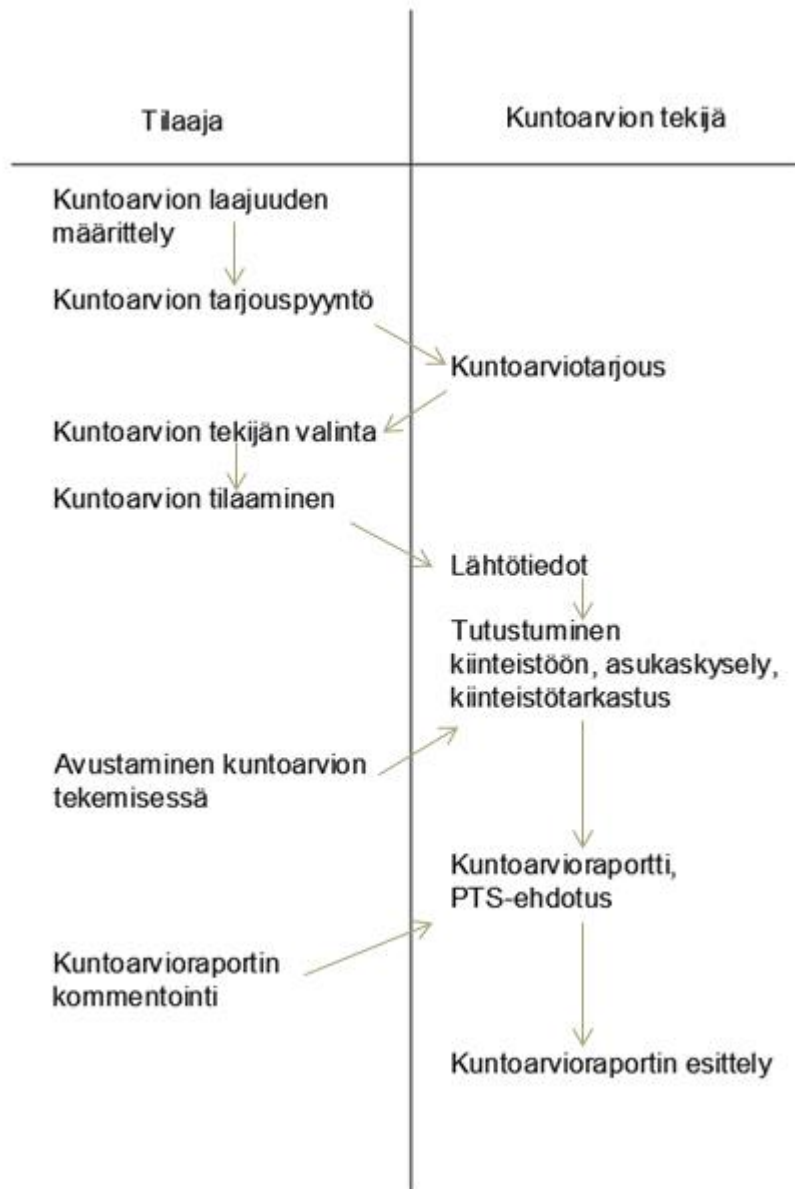 Tilaaja
Kuntoarvion tekijä
Kuntoarvion laajuuden
määrittely
Kuntoarvion tarjouspyyntö
Kuntoarviotarjous
Kuntoarvion tekijän valinta
Kuntoarvion tilaaminen
Lähtötiedot
Tutustuminen
kiinteistöön, asukaskysely,
kiinteistötarkastus
Avustaminen kuntoarvion
tekemisessä
Kuntoarvioraportti,
PTS-ehdotus
Kuntoarvioraportin
kommentointi
Kuntoarvioraportin esittely